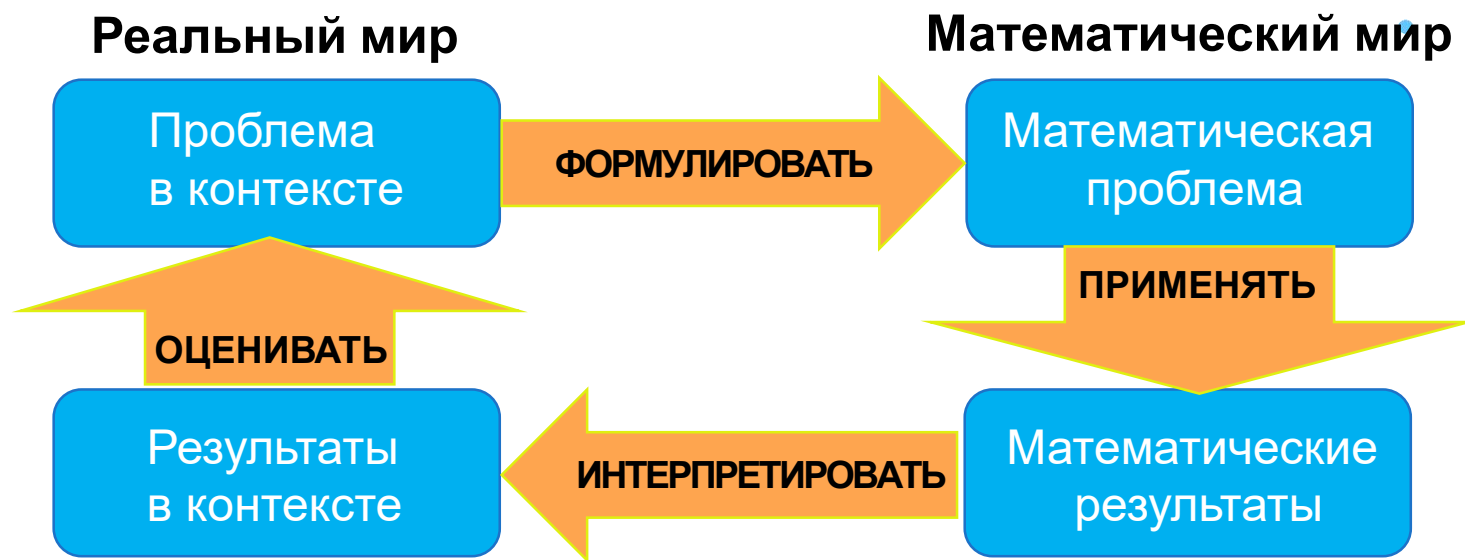 Реальный мир
Математический мир
Проблема
в контексте
ФОРМУЛИРОВАТЬ
Математическая
проблема
ПРИМЕНЯТЬ
ОЦЕНИВАТЬ
Результаты
в контексте
ИНТЕРПРЕТИРОВАТЬ
Математические
результаты